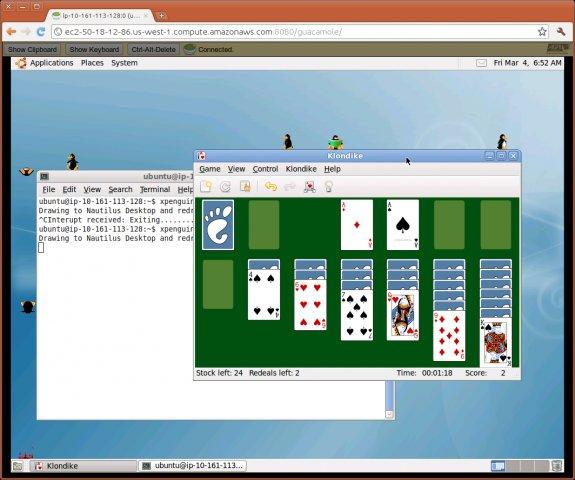 ip-10-161-113-128:0 (u...
ec2-50-18-12-86.us-west-1.compute.amazonaws.com:8080/guacamole/
Show Clipboard Show Keyboard Ctrl-Alt-Delete Connected.
Applications Places System Fri Mar 4, 6:52 AM
ubuntu@ip-1
File Edit View Search Terminal Help
ubuntu@ip-10-161-113-128:~$ xpenguin
Drawing to Nautilus Desktop and redr
^CInterupt received: Exiting........
ubuntu@ip-10-161-113-128:~$ xpenguin
Drawing to Nautilus Desktop and redr
Klondike
Game View Control Klondike Help
A A
A A
4 6 7 Q 9 K
Stock left: 24 Redeals left: 2 Time: 00:01:18 Score: 2
Klondike ubuntu@ip-10-161-113...